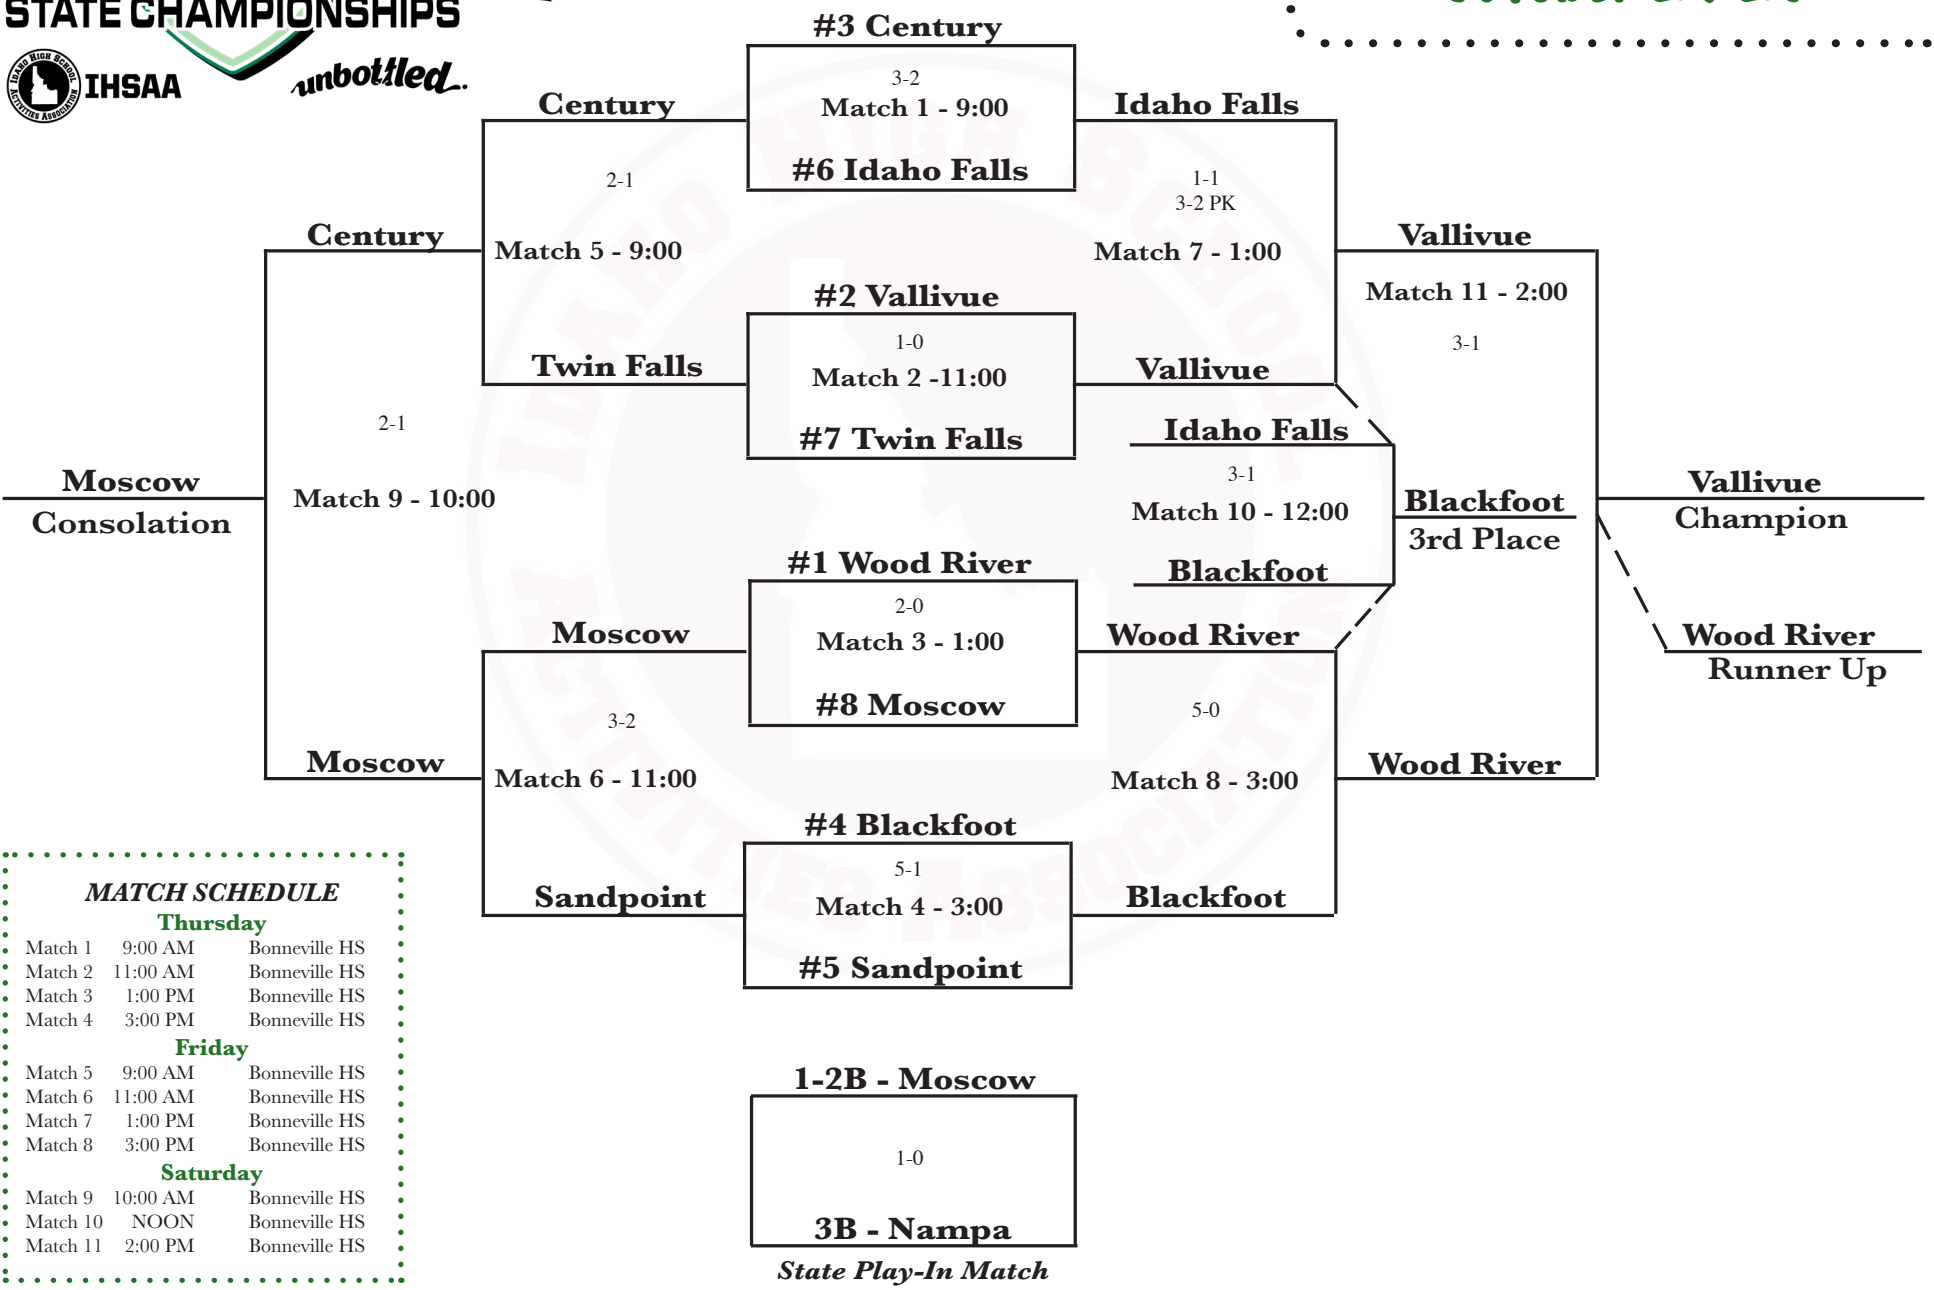 STATE CHAMPIONSHIPS
IDAHO HIGH SCHOOL ACTIVITIES ASSOCIATION
IHSAA
unbottled.
#3 Century
3-2
Match 1 - 9:00
#6 Idaho Falls
Century
Idaho Falls
2-1
Match 5 - 9:00
1-1
3-2 PK
Match 7 - 1:00
Century
Vallivue
Match 11 - 2:00
3-1
#2 Vallivue
1-0
Match 2 -11:00
#7 Twin Falls
Twin Falls
Vallivue
2-1
Match 9 - 10:00
Idaho Falls
3-1
Match 10 - 12:00
Blackfoot
Moscow
Consolation
Blackfoot
3rd Place
Vallivue
Champion
#1 Wood River
2-0
Match 3 - 1:00
#8 Moscow
Moscow
Wood River
Wood River
Runner Up
3-2
Match 6 - 11:00
5-0
Match 8 - 3:00
Moscow
Wood River
#4 Blackfoot
5-1
Match 4 - 3:00
#5 Sandpoint
Sandpoint
Blackfoot
MATCH SCHEDULE
Thursday
Match 1 9:00 AM Bonneville HS
Match 2 11:00 AM Bonneville HS
Match 3 1:00 PM Bonneville HS
Match 4 3:00 PM Bonneville HS
Friday
Match 5 9:00 AM Bonneville HS
Match 6 11:00 AM Bonneville HS
Match 7 1:00 PM Bonneville HS
Match 8 3:00 PM Bonneville HS
Saturday
Match 9 10:00 AM Bonneville HS
Match 10 NOON Bonneville HS
Match 11 2:00 PM Bonneville HS
1-2B - Moscow
1-0
3B - Nampa
State Play-In Match
IDAHO HIGH SCHOOL
ACTIVITIES ASSOCIATION